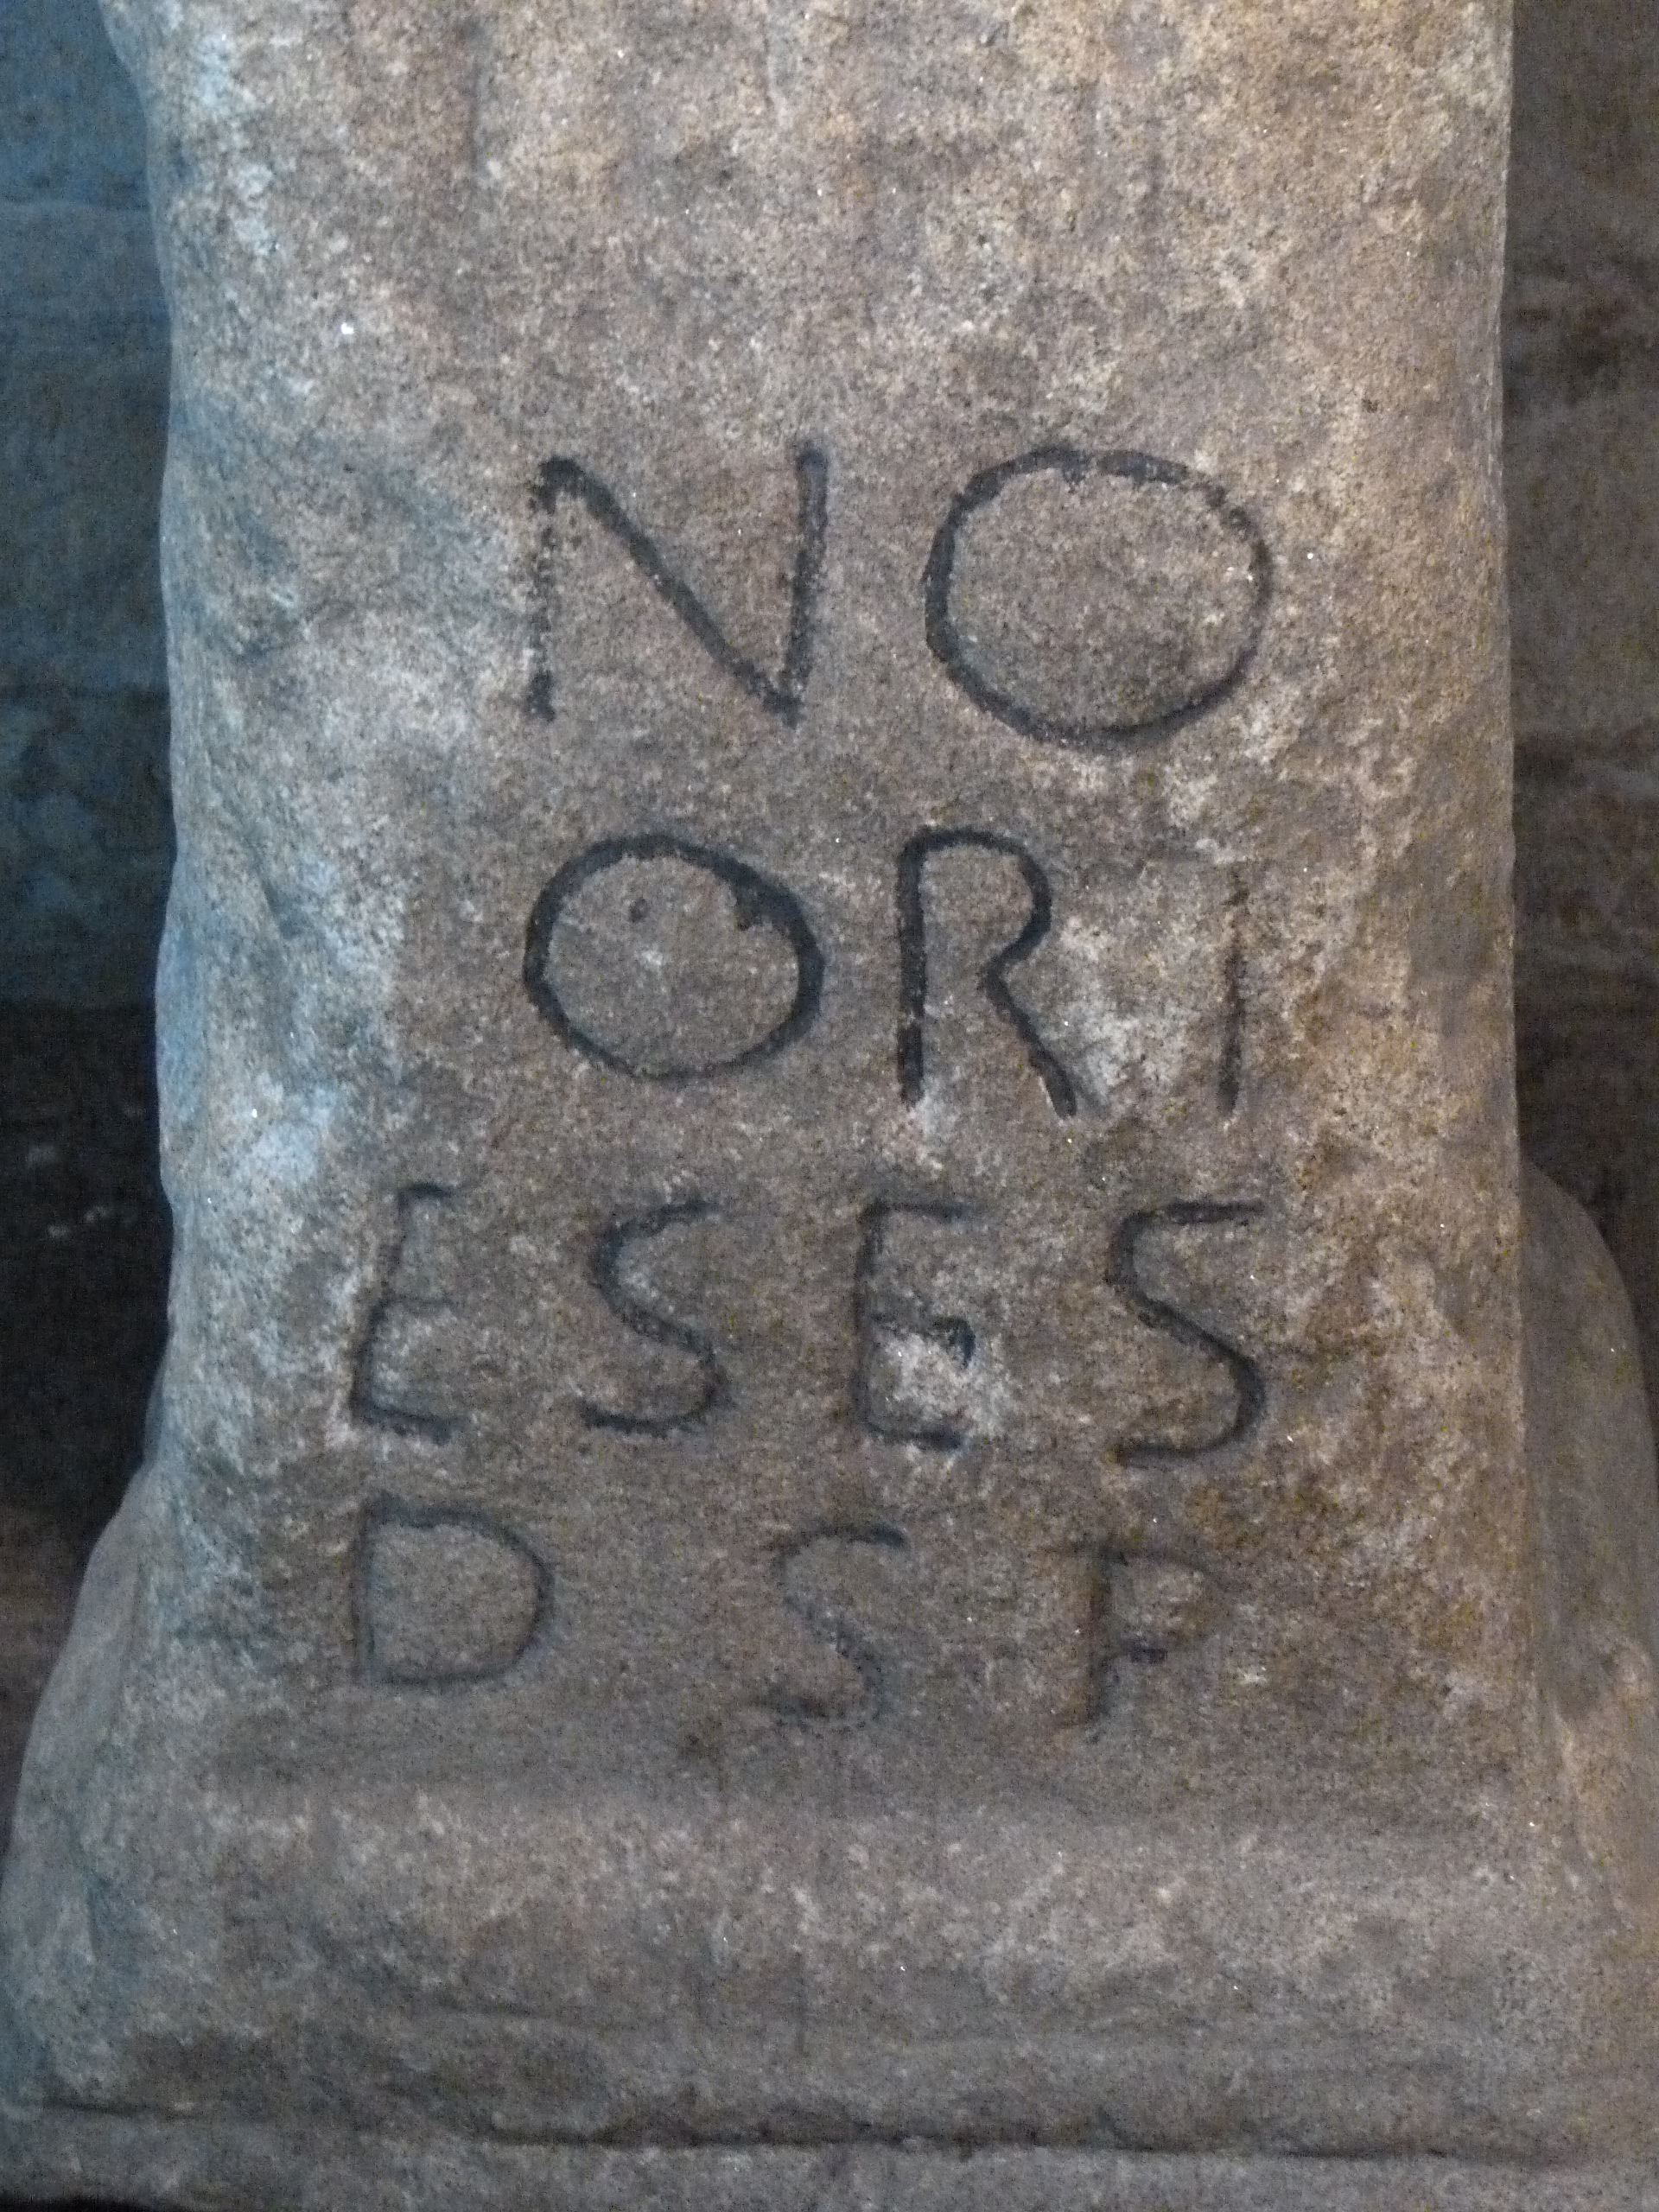 NO
ORI
ESES
D S P